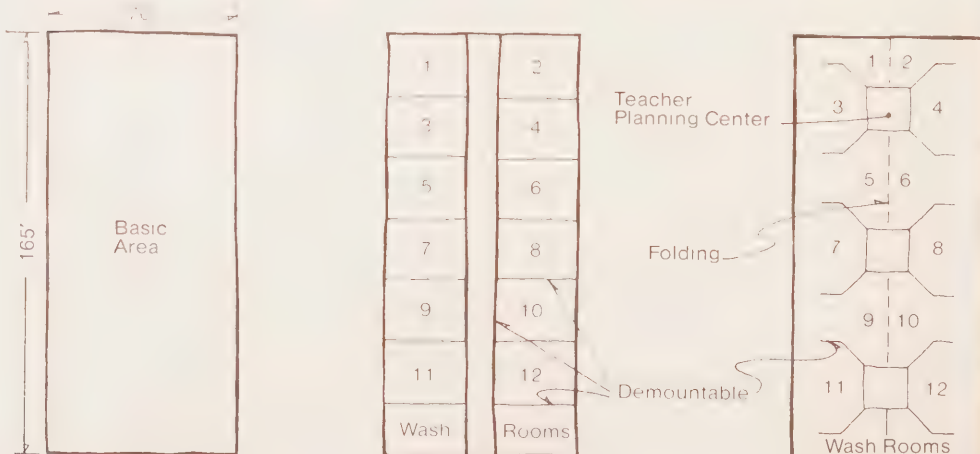 165'
Basic
Area
1
2
3
4
5
6
7
8
9
10
11
12
Wash
Rooms
Teacher
Planning Center
Folding
Demountable
1
2
3
4
5
6
7
8
9
10
11
12
Wash Rooms